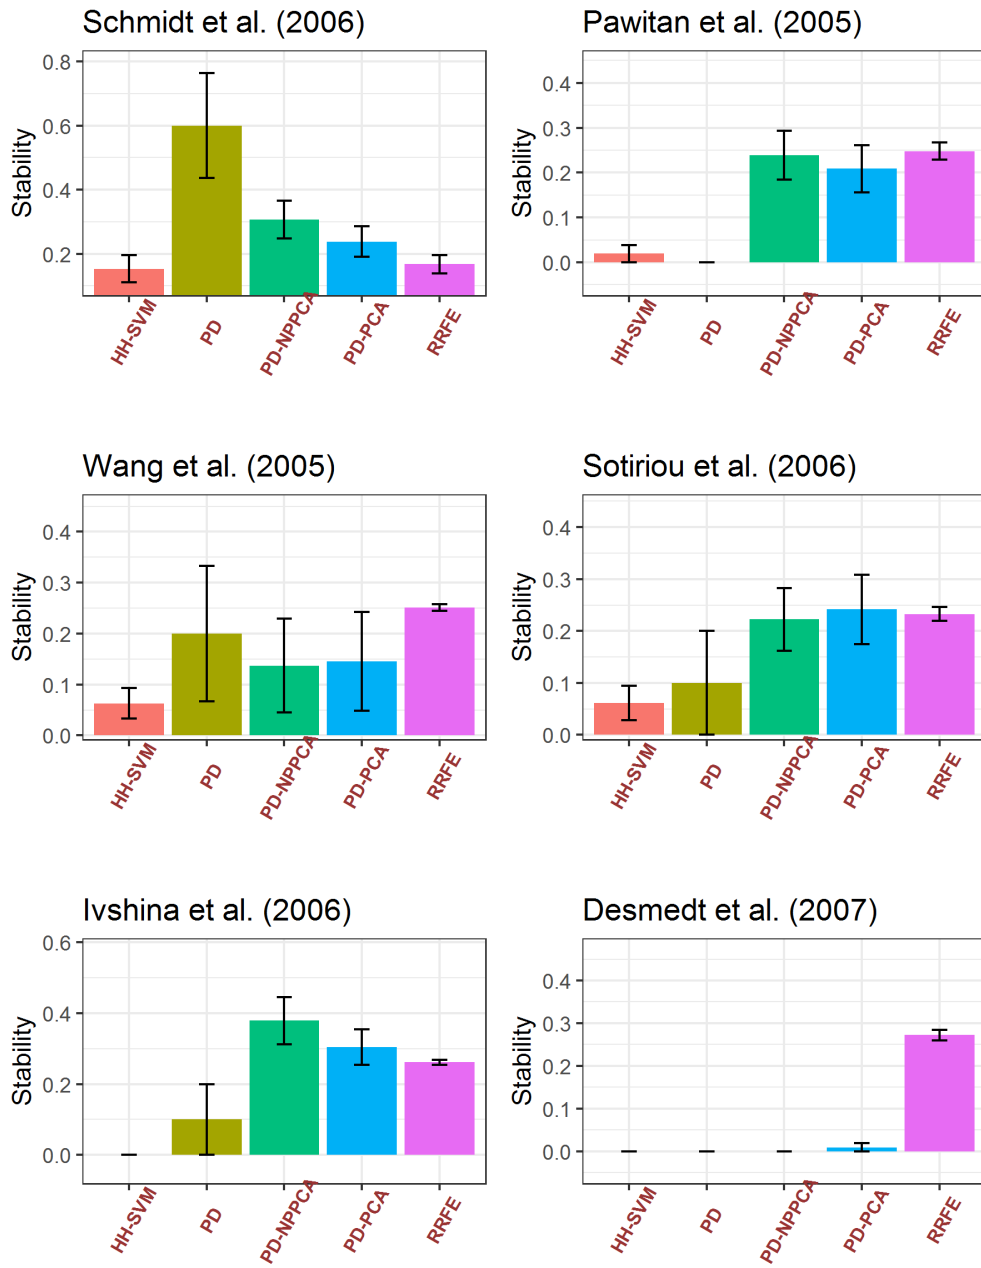 Schmidt et al. (2006)
Stability
0.8
0.6
0.4
0.2
HH-SVM
PD
PD-NPPCA
PD-PCA
RRFE
Pawitan et al. (2005)
Stability
0.4
0.3
0.2
0.1
0.0
HH-SVM
PD
PD-NPPCA
PD-PCA
RRFE
Wang et al. (2005)
Stability
0.4
0.3
0.2
0.1
0.0
HH-SVM
PD
PD-NPPCA
PD-PCA
RRFE
Sotiriou et al. (2006)
Stability
0.4
0.3
0.2
0.1
0.0
HH-SVM
PD
PD-NPPCA
PD-PCA
RRFE
Ivshina et al. (2006)
Stability
0.6
0.4
0.2
0.0
HH-SVM
PD
PD-NPPCA
PD-PCA
RRFE
Desmedt et al. (2007)
Stability
0.4
0.3
0.2
0.1
0.0
HH-SVM
PD
PD-NPPCA
PD-PCA
RRFE